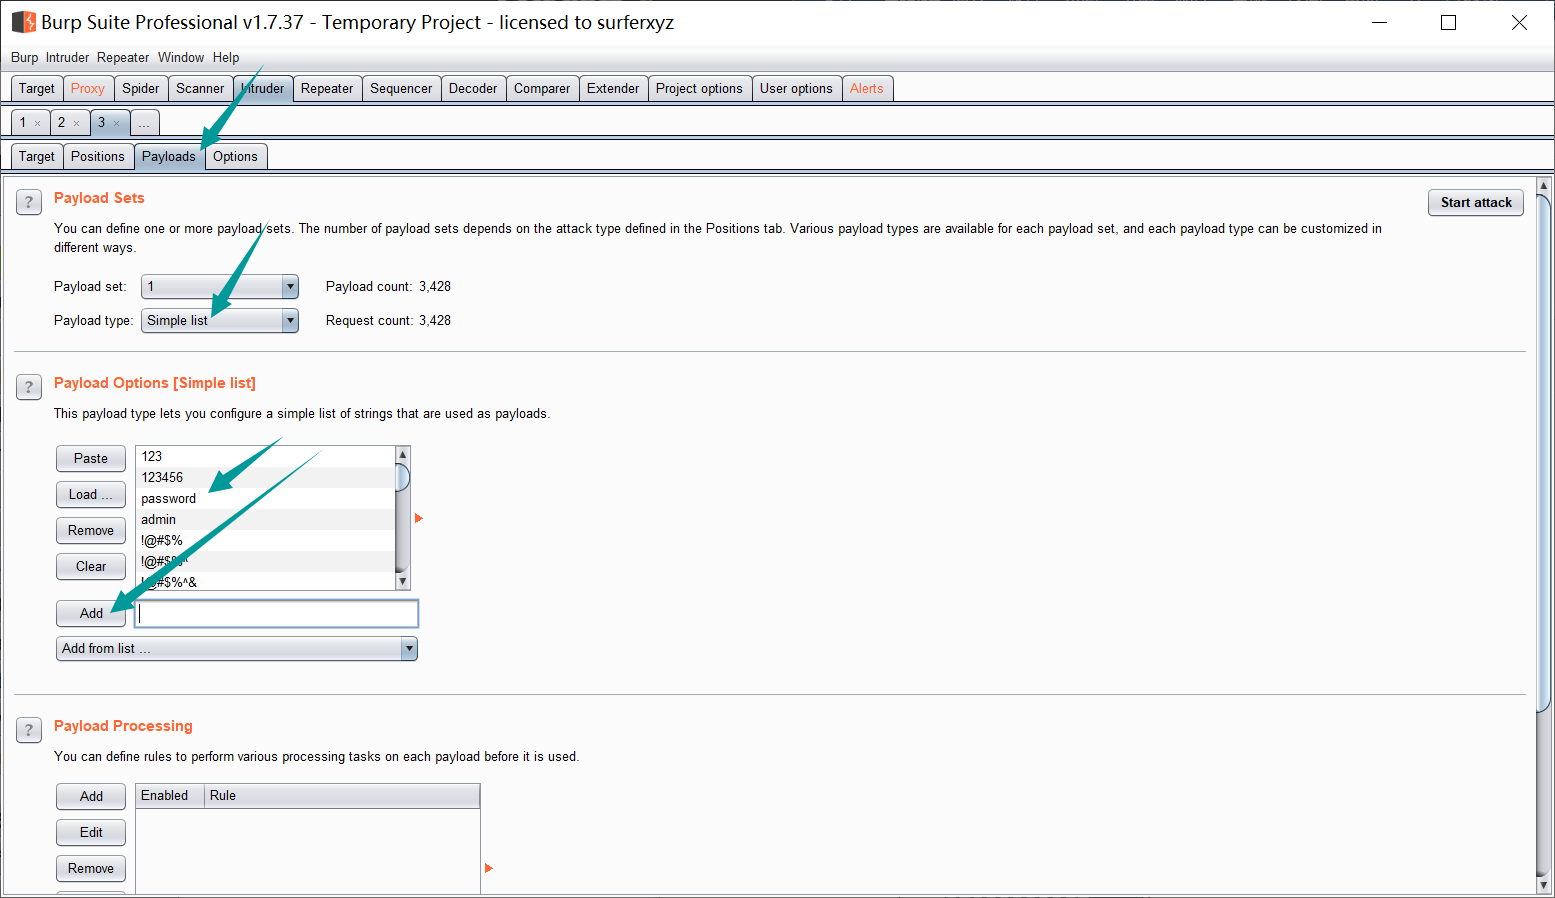 Burp Suite Professional v1.7.37 - Temporary Project - licensed to surferxyz
Burp Intruder Repeater Window Help
Target Proxy Spider Scanner Intruder Repeater Sequencer Decoder Comparer Extender Project options User options Alerts
1 × 2 × 3 × ...
Target Positions Payloads Options
? Payload Sets Start attack
You can define one or more payload sets. The number of payload sets depends on the attack type defined in the Positions tab. Various payload types are available for each payload set, and each payload type can be customized in
different ways.
Payload set: 1 Payload count: 3,428
Payload type: Simple list Request count: 3,428
? Payload Options [Simple list]
This payload type lets you configure a simple list of strings that are used as payloads.
Paste
Load ...
Remove
Clear
123
123456
password
admin
!@#$%
!@#$%^
!@#$%^&
Add
Add from list ...
? Payload Processing
You can define rules to perform various processing tasks on each payload before it is used.
Add Enabled Rule
Edit
Remove